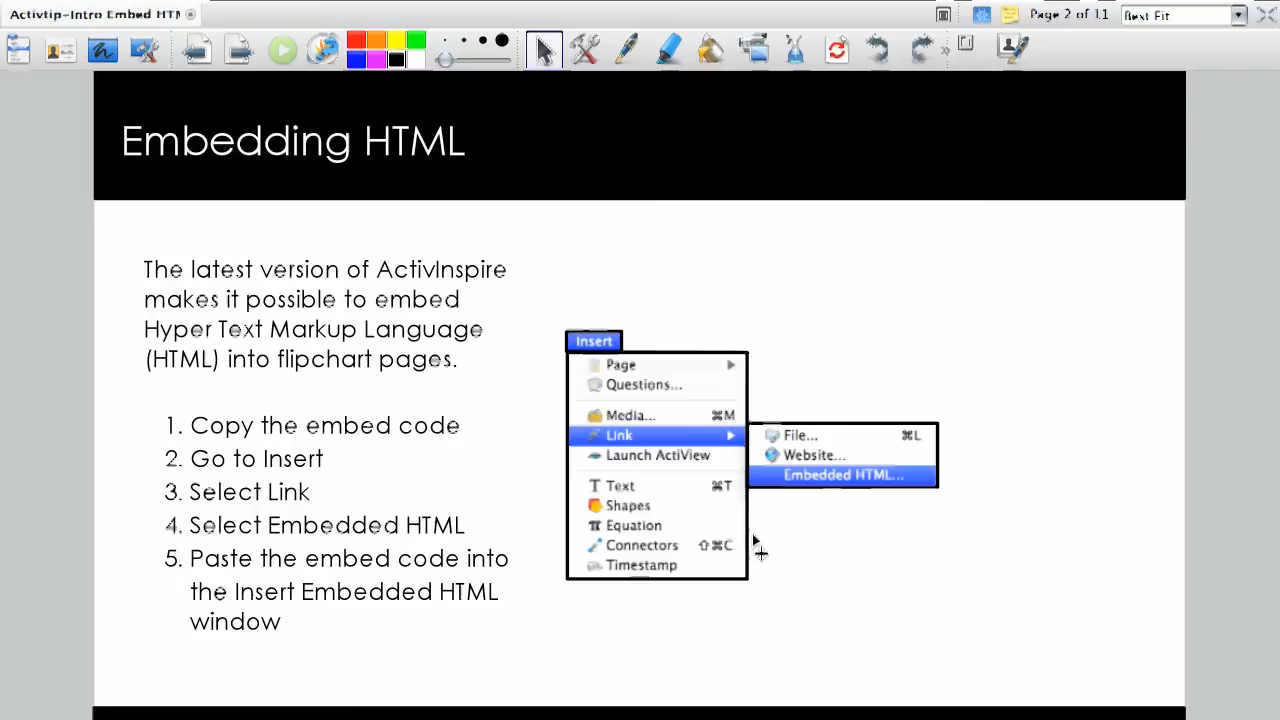 Activtip-Intro Embed HTM
Page 2 of 11
Best Fit
Embedding HTML
The latest version of ActivInspire
makes it possible to embed
Hyper Text Markup Language
(HTML) into flipchart pages.
1. Copy the embed code
2. Go to Insert
3. Select Link
4. Select Embedded HTML
5. Paste the embed code into
the Insert Embedded HTML
window
Insert
Page
Questions...
Media... ⌘M
Link
Launch ActiView
Text ⌘T
Shapes
Equation
Connectors ⇧⌘C
Timestamp
File... ⌘L
Website...
Embedded HTML...